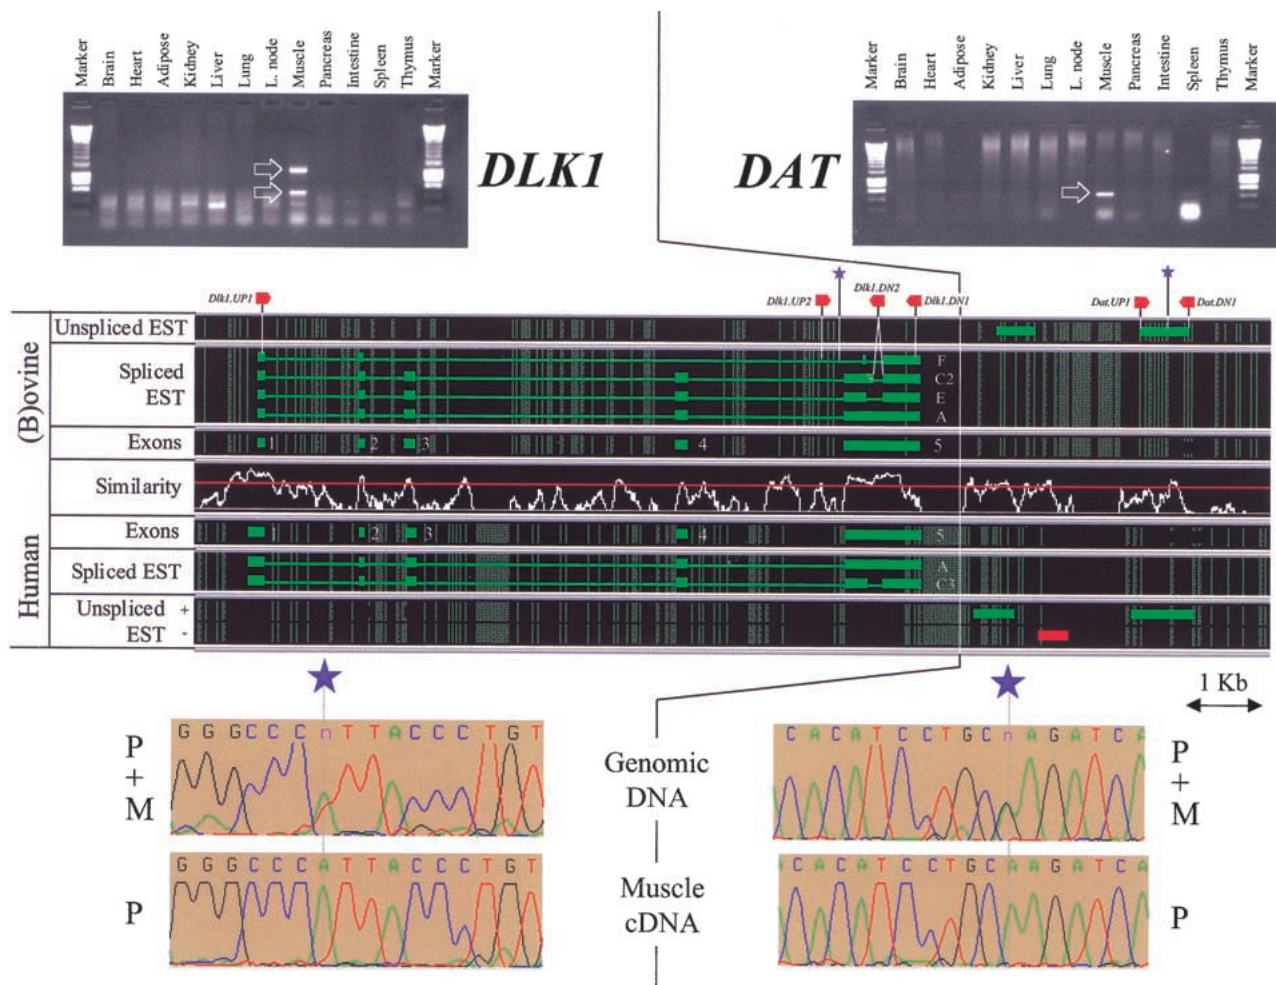 Marker Brain Heart Adipose Kidney Liver Lung L. node Muscle Pancreas Intestine Spleen Thymus Marker
Marker Brain Heart Adipose Kidney Liver Lung L. node Muscle Pancreas Intestine Spleen Thymus Marker
DLK1
DAT
Dlk1.UP1
Dlk1.UP2
Dlk1.DN2
Dlk1.DN1
Dat.UP1
Dat.DN1
(B)ovine
Unspliced EST
Spliced
EST
F
C2
E
A
Exons
1 2 3 4 5
Similarity
Human
Exons
1 2 3 4 5
Spliced EST
A
C3
Unspliced +
EST -
1 Kb
P
+
M
G G G C C C n T T A C C C T G T
Genomic
DNA
C A C A T C C T G C n A G A T C A
P
+
M
P
G G G C C C A T T A C C C T G T
Muscle
cDNA
C A C A T C C T G C A A G A T C A
P